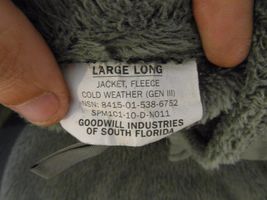 LARGE LONG
JACKET, FLEECE
COLD WEATHER (GEN III)
NSN: 8415-01-538-6752
SPM1C1-10-D-N011
GOODWILL INDUSTRIES
OF SOUTH FLORIDA